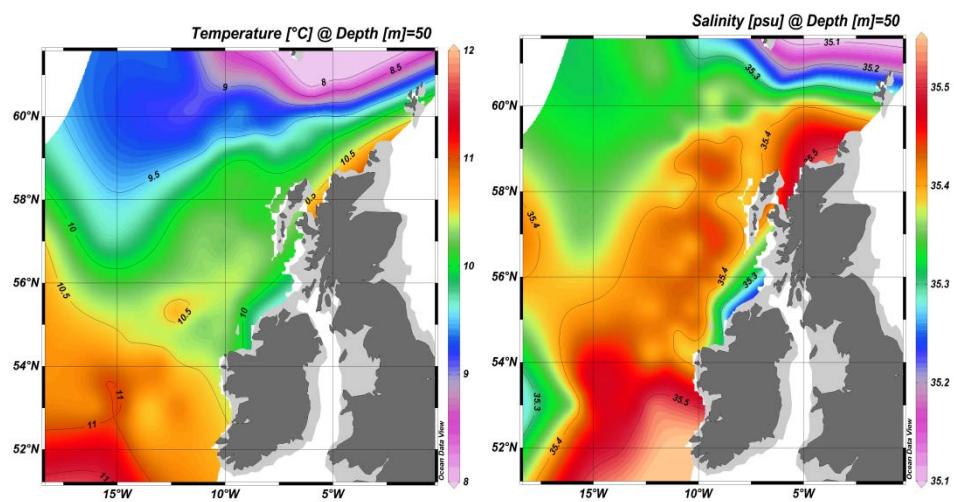 Temperature [°C] @ Depth [m]=50
60°N
58°N
56°N
54°N
52°N
15°W
10°W
5°W
8
8.5
9
9.5
10
10.5
10.5
10.5
10
11
11
11
12
11
10
9
8
Ocean Data View
Salinity [psu] @ Depth [m]=50
60°N
58°N
56°N
54°N
52°N
15°W
10°W
5°W
35.1
35.2
35.3
35.4
35.4
35.4
35.3
35.3
35.5
35.4
35.5
35.4
35.3
35.2
35.1
Ocean Data View